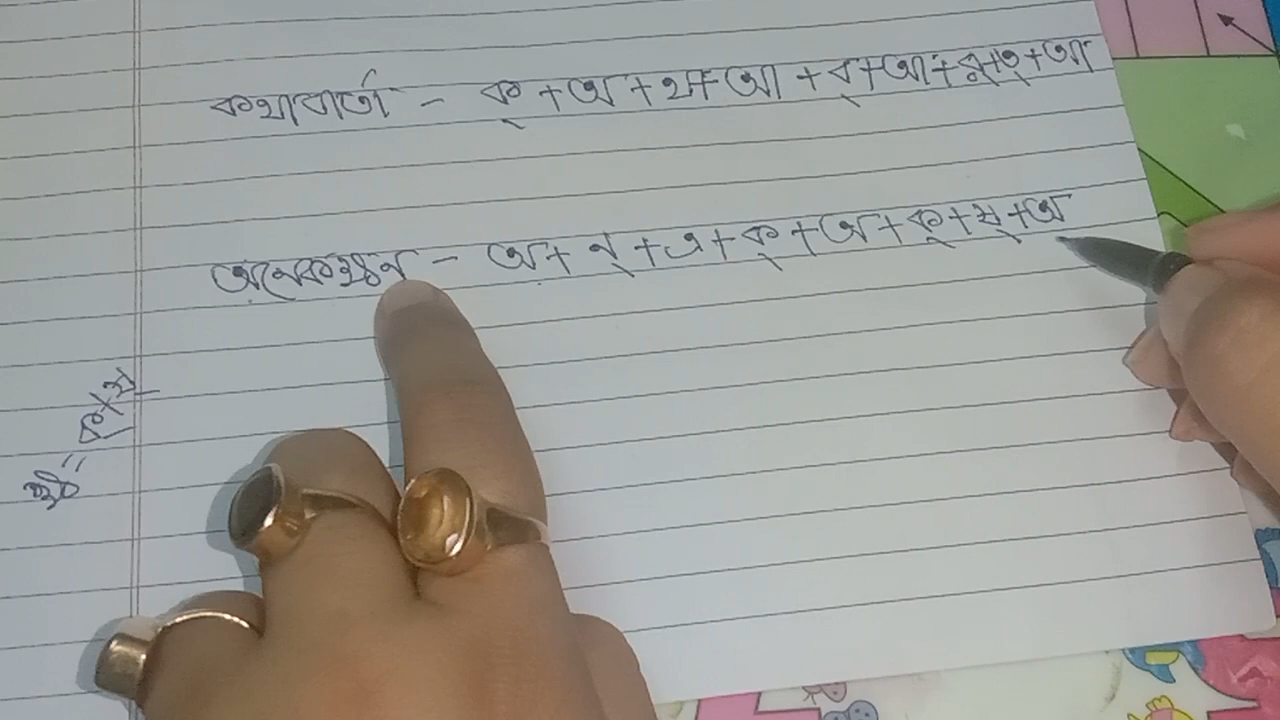 কথাবার্তা - ক্ + অ + থ্ + আ + ব্ + আ + র্ + ত্ + আ
অনেকক্ষন - অ + ন্ + এ + ক্ + অ + ক্ + ষ্ + অ
ক্ষ = ক্ + ষ